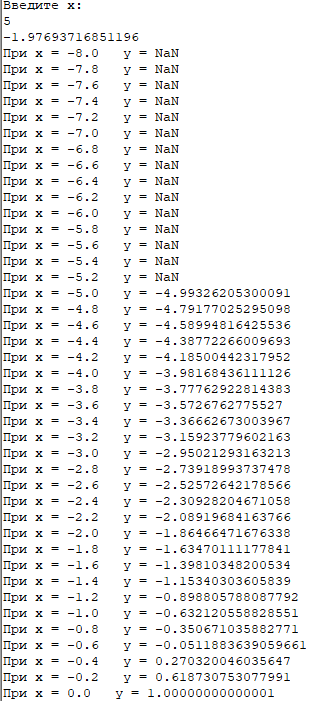 Введите x:
5
-1.97693716851196
При x = -8.0   y = NaN
При x = -7.8   y = NaN
При x = -7.6   y = NaN
При x = -7.4   y = NaN
При x = -7.2   y = NaN
При x = -7.0   y = NaN
При x = -6.8   y = NaN
При x = -6.6   y = NaN
При x = -6.4   y = NaN
При x = -6.2   y = NaN
При x = -6.0   y = NaN
При x = -5.8   y = NaN
При x = -5.6   y = NaN
При x = -5.4   y = NaN
При x = -5.2   y = NaN
При x = -5.0   y = -4.99326205300091
При x = -4.8   y = -4.79177025295098
При x = -4.6   y = -4.58994816425536
При x = -4.4   y = -4.38772266009693
При x = -4.2   y = -4.18500442317952
При x = -4.0   y = -3.98168436111126
При x = -3.8   y = -3.77762922814383
При x = -3.6   y = -3.5726762775527
При x = -3.4   y = -3.36662673003967
При x = -3.2   y = -3.15923779602163
При x = -3.0   y = -2.95021293163213
При x = -2.8   y = -2.73918993737478
При x = -2.6   y = -2.52572642178566
При x = -2.4   y = -2.30928204671058
При x = -2.2   y = -2.08919684163766
При x = -2.0   y = -1.86466471676338
При x = -1.8   y = -1.63470111177841
При x = -1.6   y = -1.39810348200534
При x = -1.4   y = -1.15340303605839
При x = -1.2   y = -0.898805788087792
При x = -1.0   y = -0.632120558828551
При x = -0.8   y = -0.350671035882771
При x = -0.6   y = -0.0511883639059661
При x = -0.4   y = 0.270320046035647
При x = -0.2   y = 0.618730753077991
При x = 0.0   y = 1.00000000000001